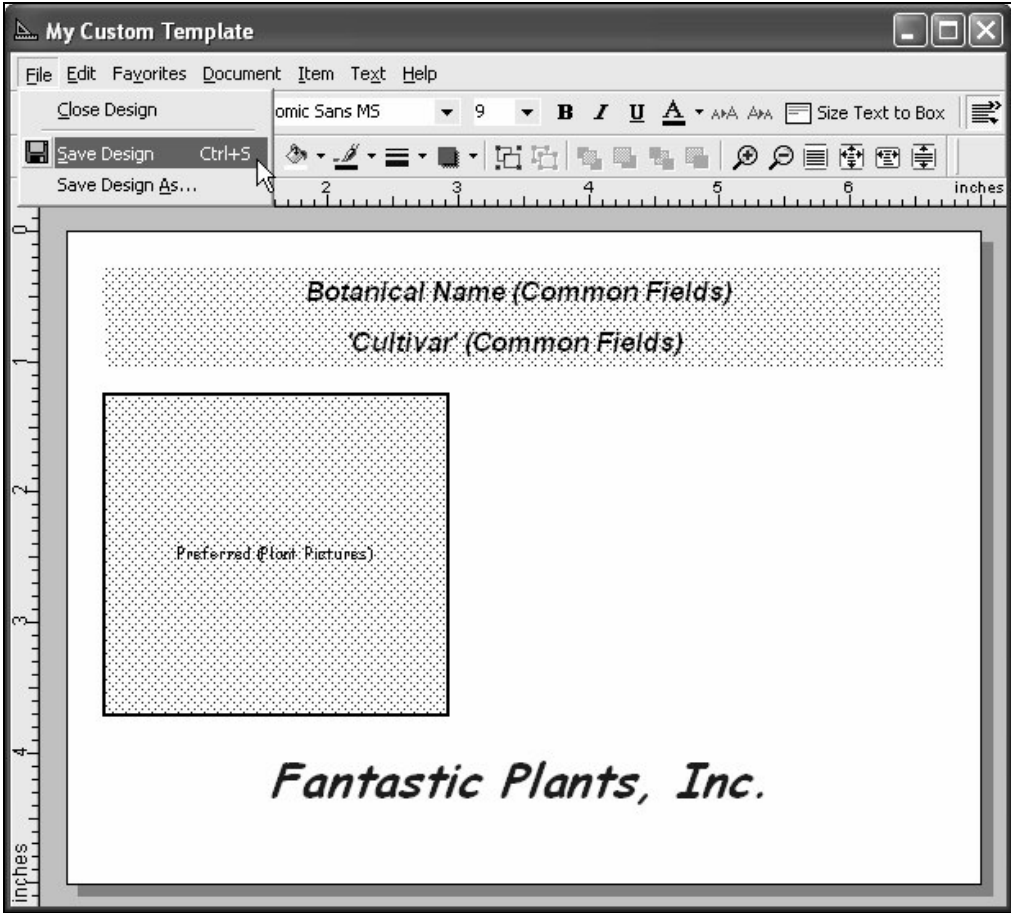 My Custom Template
File Edit Favorites Document Item Text Help
Close Design
omic Sans MS 9 B I U A AAA AAA Size Text to Box
Save Design Ctrl+S
Save Design As...
2 3 4 5 6 inches
0
Botanical Name (Common Fields)
'Cultivar' (Common Fields)
1
2
Preferred (Plant Pictures)
3
4
Fantastic Plants, Inc.
inches